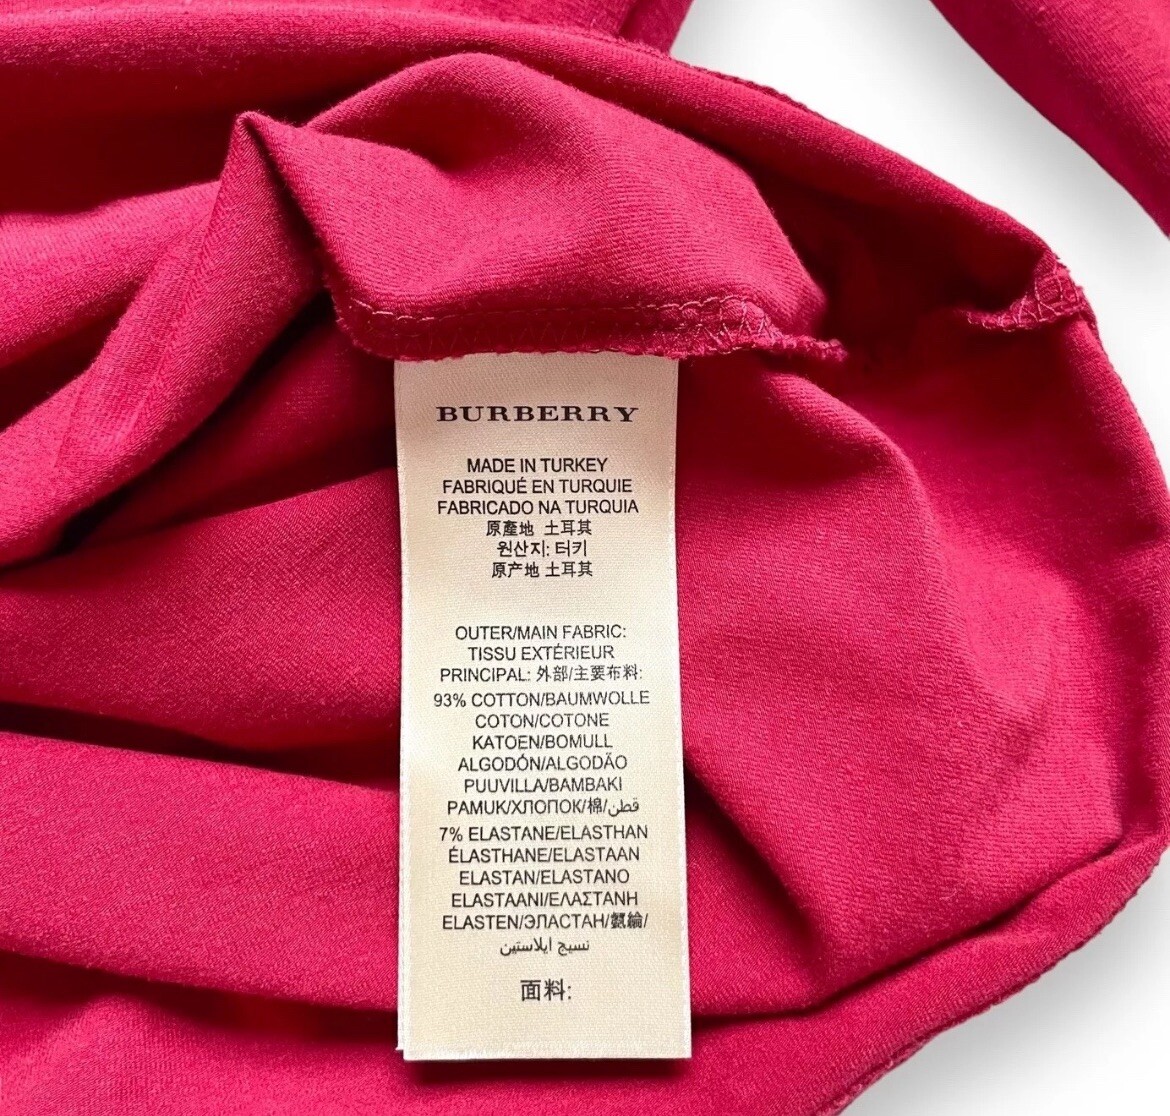 BURBERRY
MADE IN TURKEY
FABRIQUÉ EN TURQUIE
FABRICADO NA TURQUIA
原產地 土耳其
원산지: 터키
原产地 土耳其
OUTER/MAIN FABRIC:
TISSU EXTÉRIEUR
PRINCIPAL: 外部/主要布料:
93% COTTON/BAUMWOLLE
COTON/COTONE
KATOEN/BOMULL
ALGODÓN/ALGODÃO
PUUVILLA/BAMBAKI
PAMUK/ХЛОПОК/棉/قطن
7% ELASTANE/ELASTHAN
ÉLASTHANE/ELASTAAN
ELASTAN/ELASTANO
ELASTAANI/ΕΛΑΣΤΑΝΗ
ELASTEN/ЭЛАСТАН/氨綸/
نسيج ايلاستين
面料: